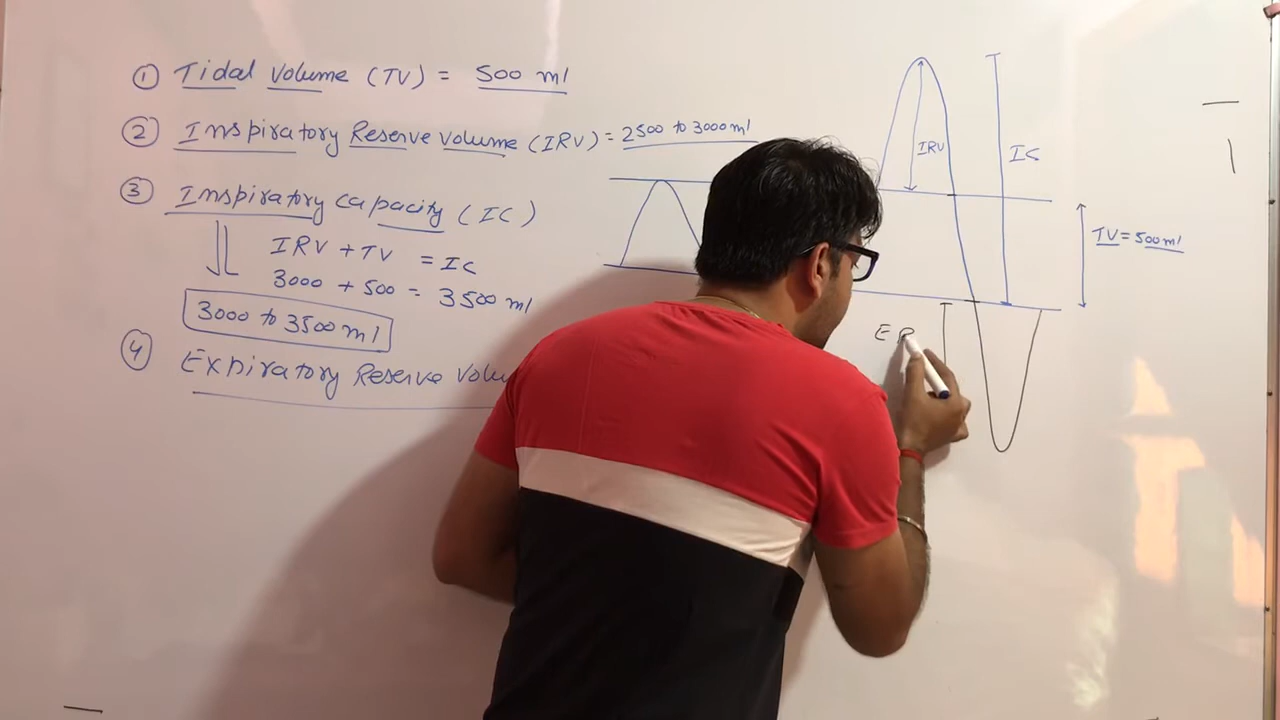 ① Tidal Volume (TV) = 500 ml
② Inspiratory Reserve volume (IRV) = 2500 to 3000 ml
③ Inspiratory capacity (IC)
IRV + TV = IC
3000 + 500 = 3500 ml
3000 to 3500 ml
④ Expiratory Reserve
IRV
IC
TV = 500 ml
E R